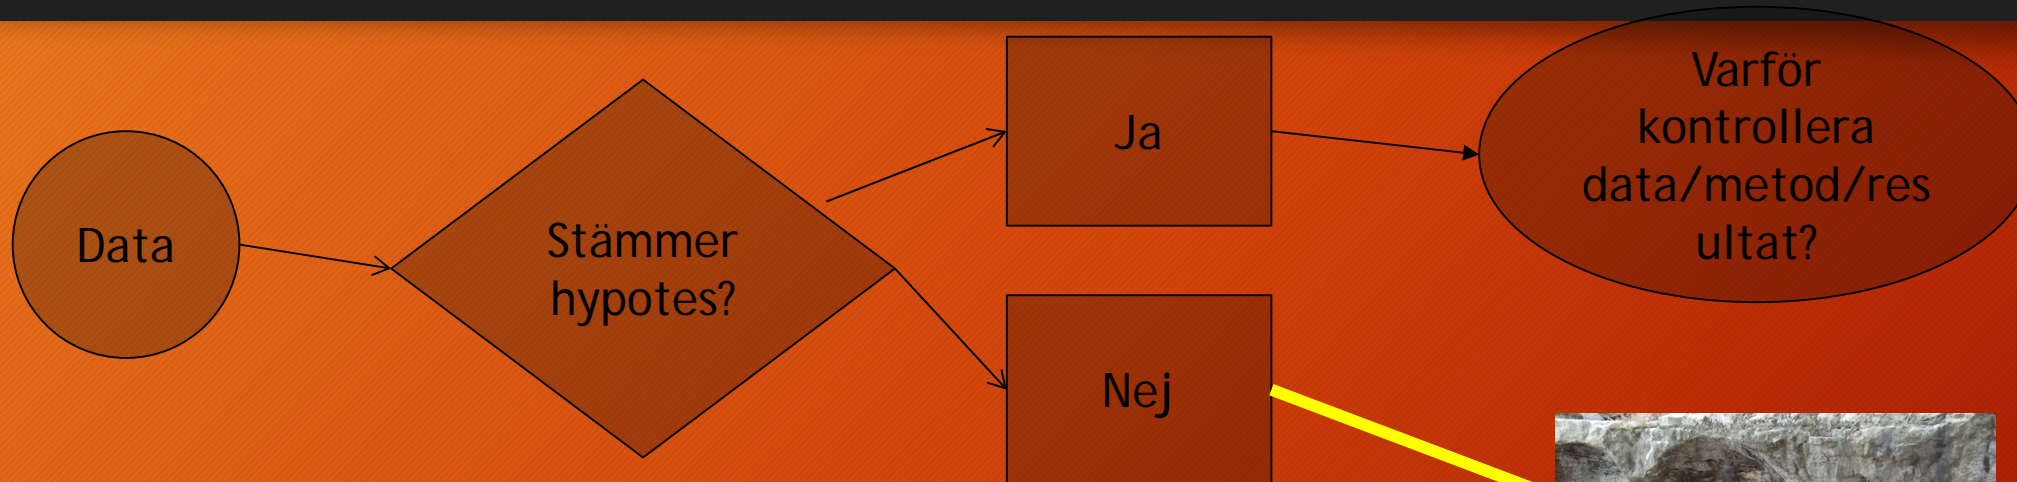 Data
Stämmer
hypotes?
Ja
Nej
Varför
kontrollera
data/metod/res
ultat?